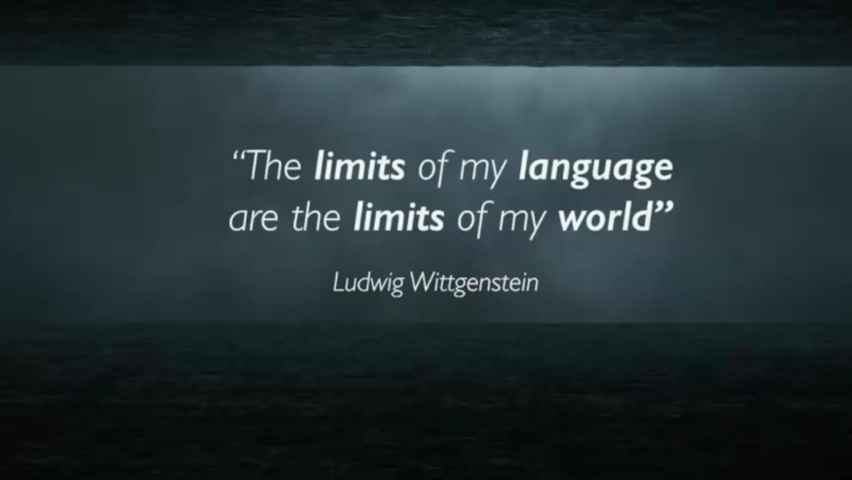 “The limits of my language
are the limits of my world”
Ludwig Wittgenstein